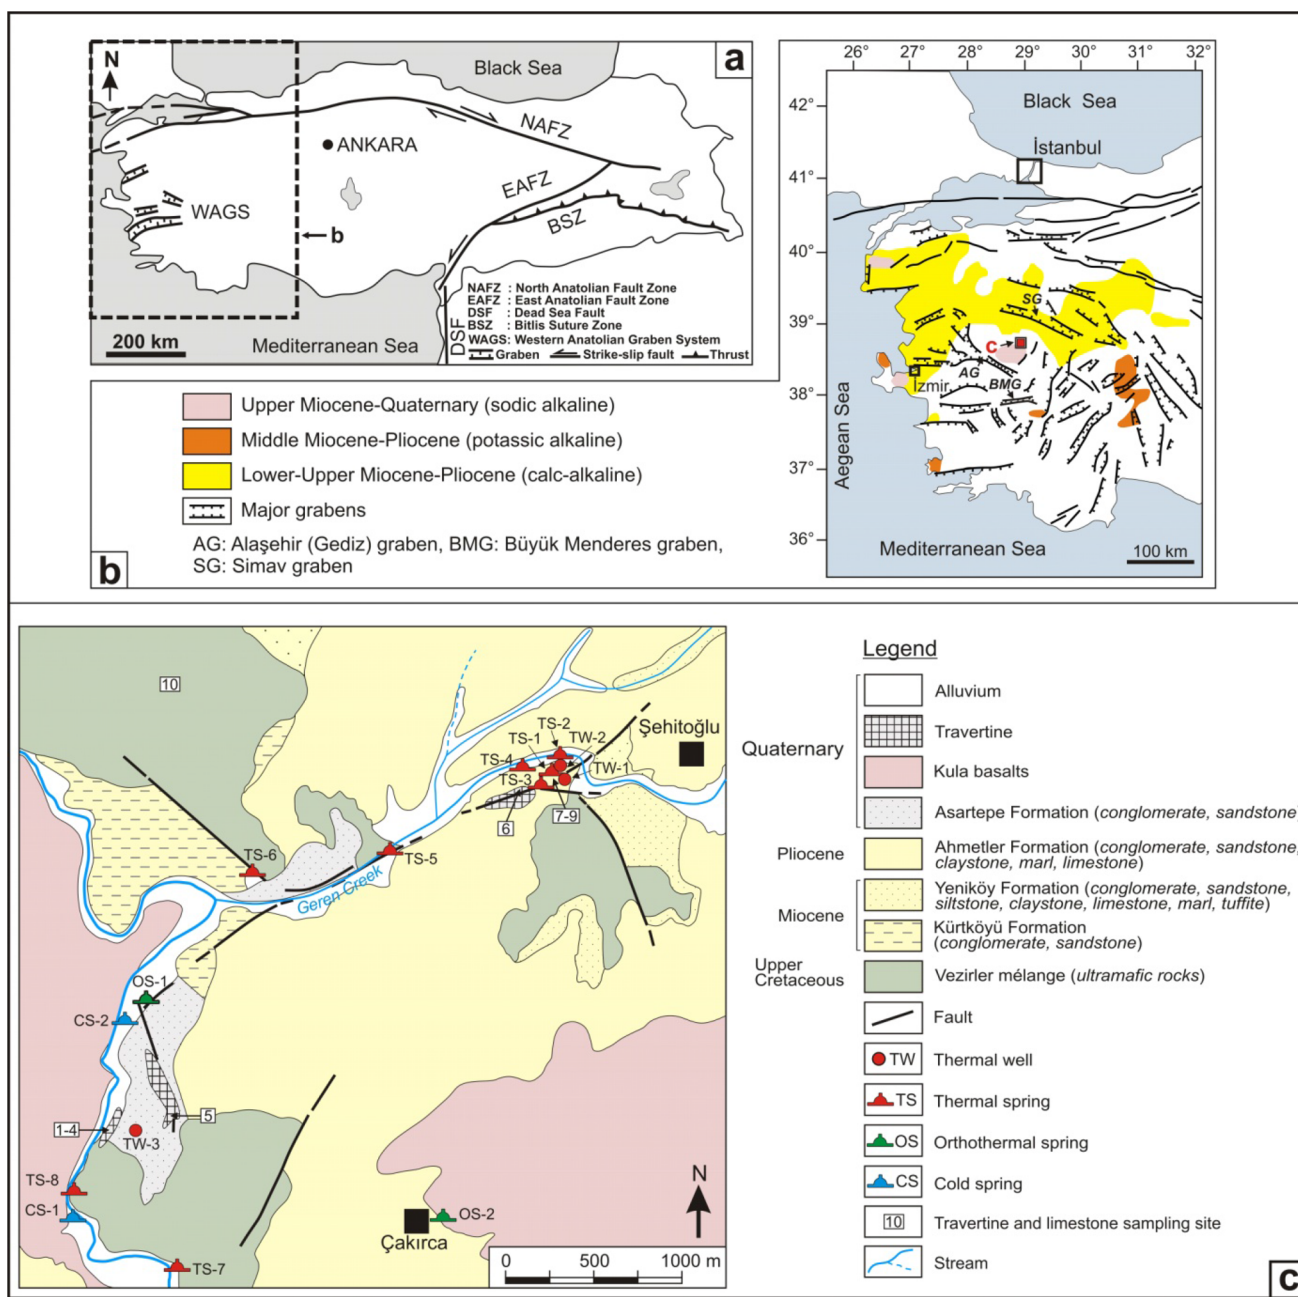 a
N
Black Sea
NAFZ
ANKARA
EAFZ
WAGS
BSZ
b
NAFZ : North Anatolian Fault Zone
EAFZ : East Anatolian Fault Zone
DSF : Dead Sea Fault
BSZ : Bitlis Suture Zone
WAGS: Western Anatolian Graben System
Graben Strike-slip fault Thrust
DSF
200 km
Mediterranean Sea
26° 27° 28° 29° 30° 31° 32°
42°
Black Sea
İstanbul
41°
40°
SG
39°
C
AG
BMG
İzmir
38°
Aegean Sea
37°
36°
Mediterranean Sea
100 km
Upper Miocene-Quaternary (sodic alkaline)
Middle Miocene-Pliocene (potassic alkaline)
Lower-Upper Miocene-Pliocene (calc-alkaline)
Major grabens
AG: Alaşehir (Gediz) graben, BMG: Büyük Menderes graben,
SG: Simav graben
b
10
TS-2
TS-1 TW-2
Şehitoğlu
TS-4
TW-1
TS-3
6
7-9
TS-6
TS-5
Geren Creek
OS-1
CS-2
5
1-4
TW-3
TS-8
CS-1
OS-2
Çakırca
TS-7
N
0 500 1000 m
Legend
Quaternary
Alluvium
Travertine
Kula basalts
Asartepe Formation (conglomerate, sandstone)
Pliocene
Ahmetler Formation (conglomerate, sandstone,
claystone, marl, limestone)
Miocene
Yeniköy Formation (conglomerate, sandstone,
siltstone, claystone, limestone, marl, tuffite)
Kürtköyü Formation
(conglomerate, sandstone)
Upper
Cretaceous
Vezirler mélange (ultramafic rocks)
Fault
TW Thermal well
TS Thermal spring
OS Orthothermal spring
CS Cold spring
10 Travertine and limestone sampling site
Stream
c